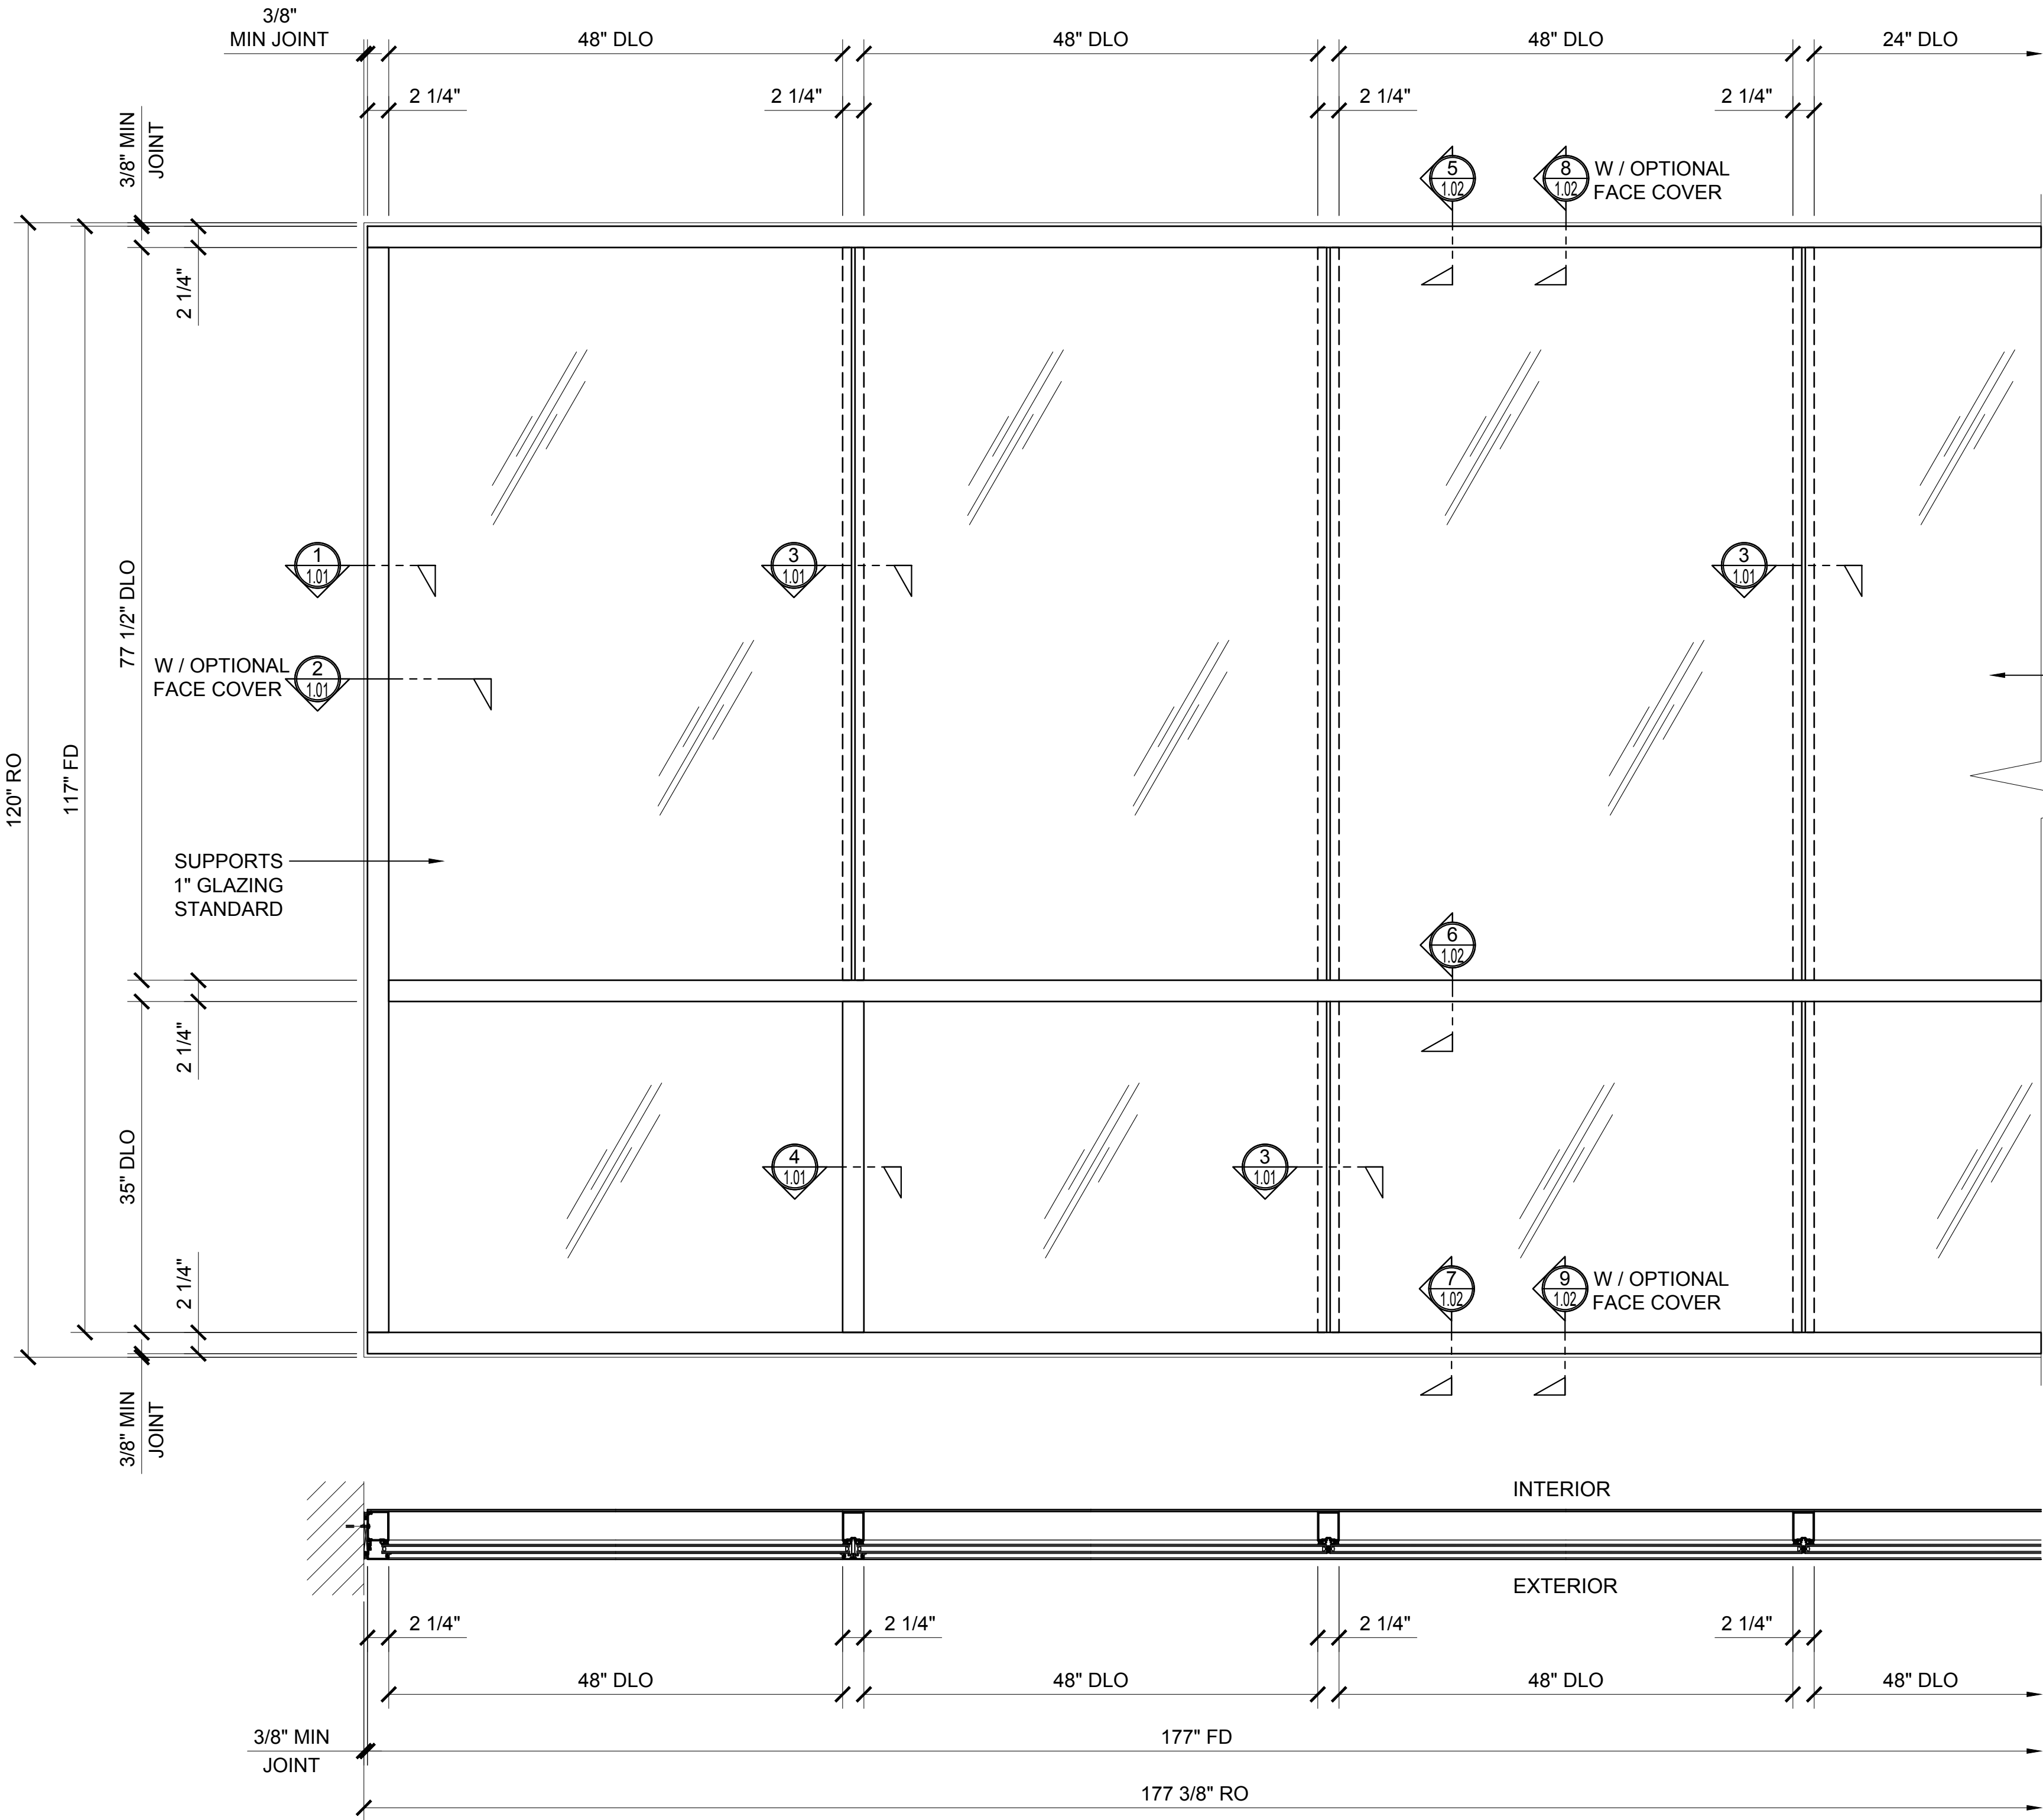 3/8"
MIN JOINT
48" DLO
48" DLO
48" DLO
24" DLO
2 1/4"
2 1/4"
2 1/4"
2 1/4"
3/8" MIN
JOINT
5
1.02
8
1.02
W / OPTIONAL
FACE COVER
2 1/4"
1
1.01
3
1.01
3
1.01
77 1/2" DLO
W / OPTIONAL
FACE COVER
2
1.01
120" RO
117" FD
SUPPORTS
1" GLAZING
STANDARD
6
1.02
2 1/4"
35" DLO
4
1.01
3
1.01
2 1/4"
7
1.02
9
1.02
W / OPTIONAL
FACE COVER
3/8" MIN
JOINT
INTERIOR
EXTERIOR
2 1/4"
2 1/4"
2 1/4"
2 1/4"
48" DLO
48" DLO
48" DLO
48" DLO
3/8" MIN
JOINT
177" FD
177 3/8" RO